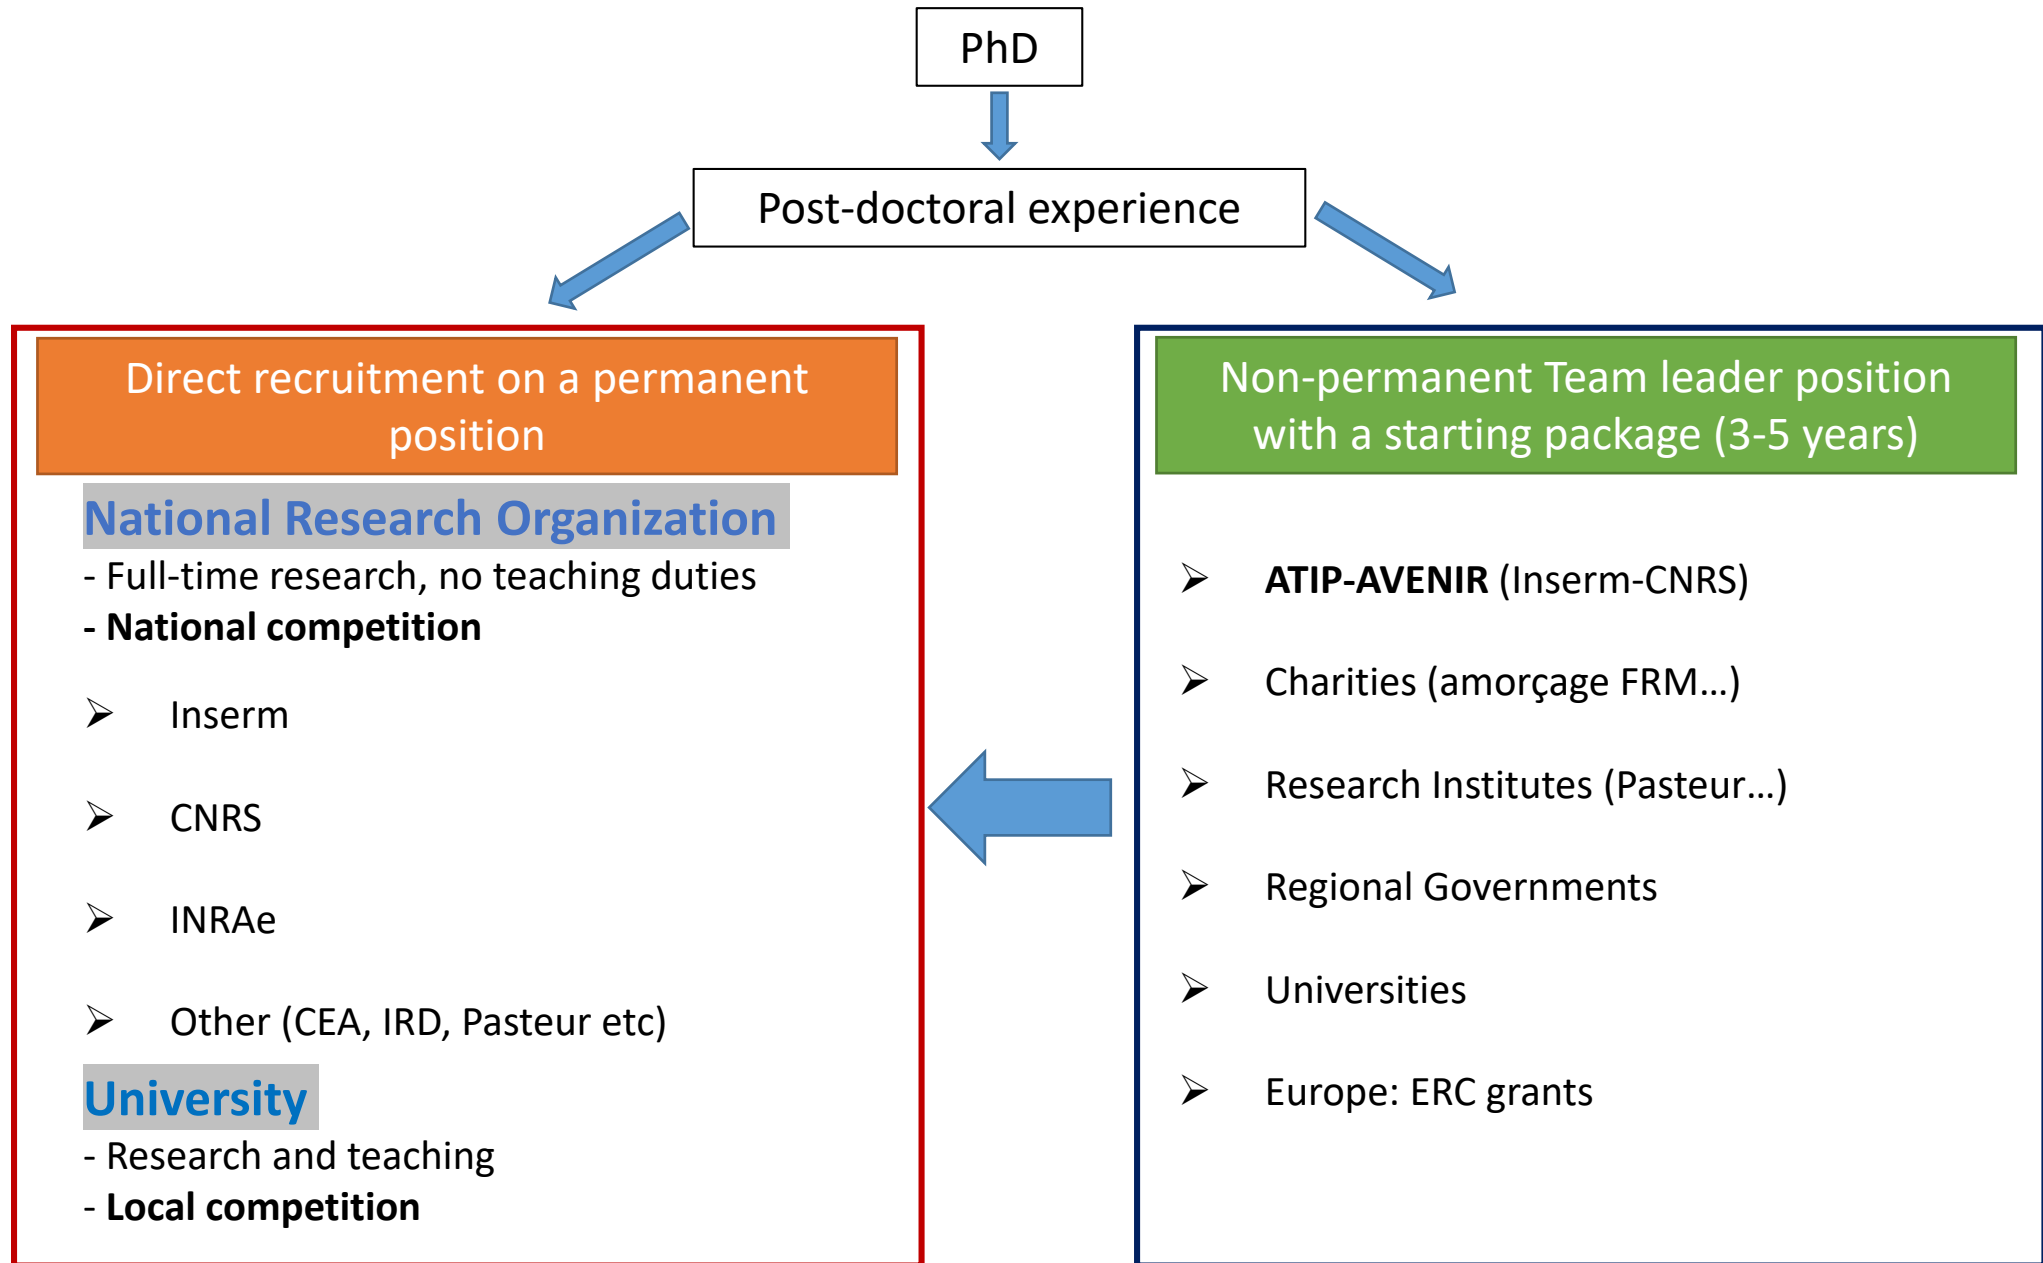 PhD
Post-doctoral experience
Direct recruitment on a permanent
position
National Research Organization
- Full-time research, no teaching duties
- National competition
➢ Inserm
➢ CNRS
➢ INRAe
➢ Other (CEA, IRD, Pasteur etc)
University
- Research and teaching
- Local competition
Non-permanent Team leader position
with a starting package (3-5 years)
➢ ATIP-AVENIR (Inserm-CNRS)
➢ Charities (amorçage FRM…)
➢ Research Institutes (Pasteur…)
➢ Regional Governments
➢ Universities
➢ Europe: ERC grants